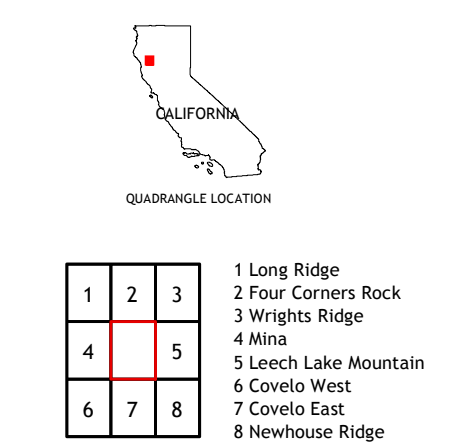 CALIFORNIA
QUADRANGLE LOCATION
1 2 3
4 5
6 7 8
1 Long Ridge
2 Four Corners Rock
3 Wrights Ridge
4 Mina
5 Leech Lake Mountain
6 Covelo West
7 Covelo East
8 Newhouse Ridge